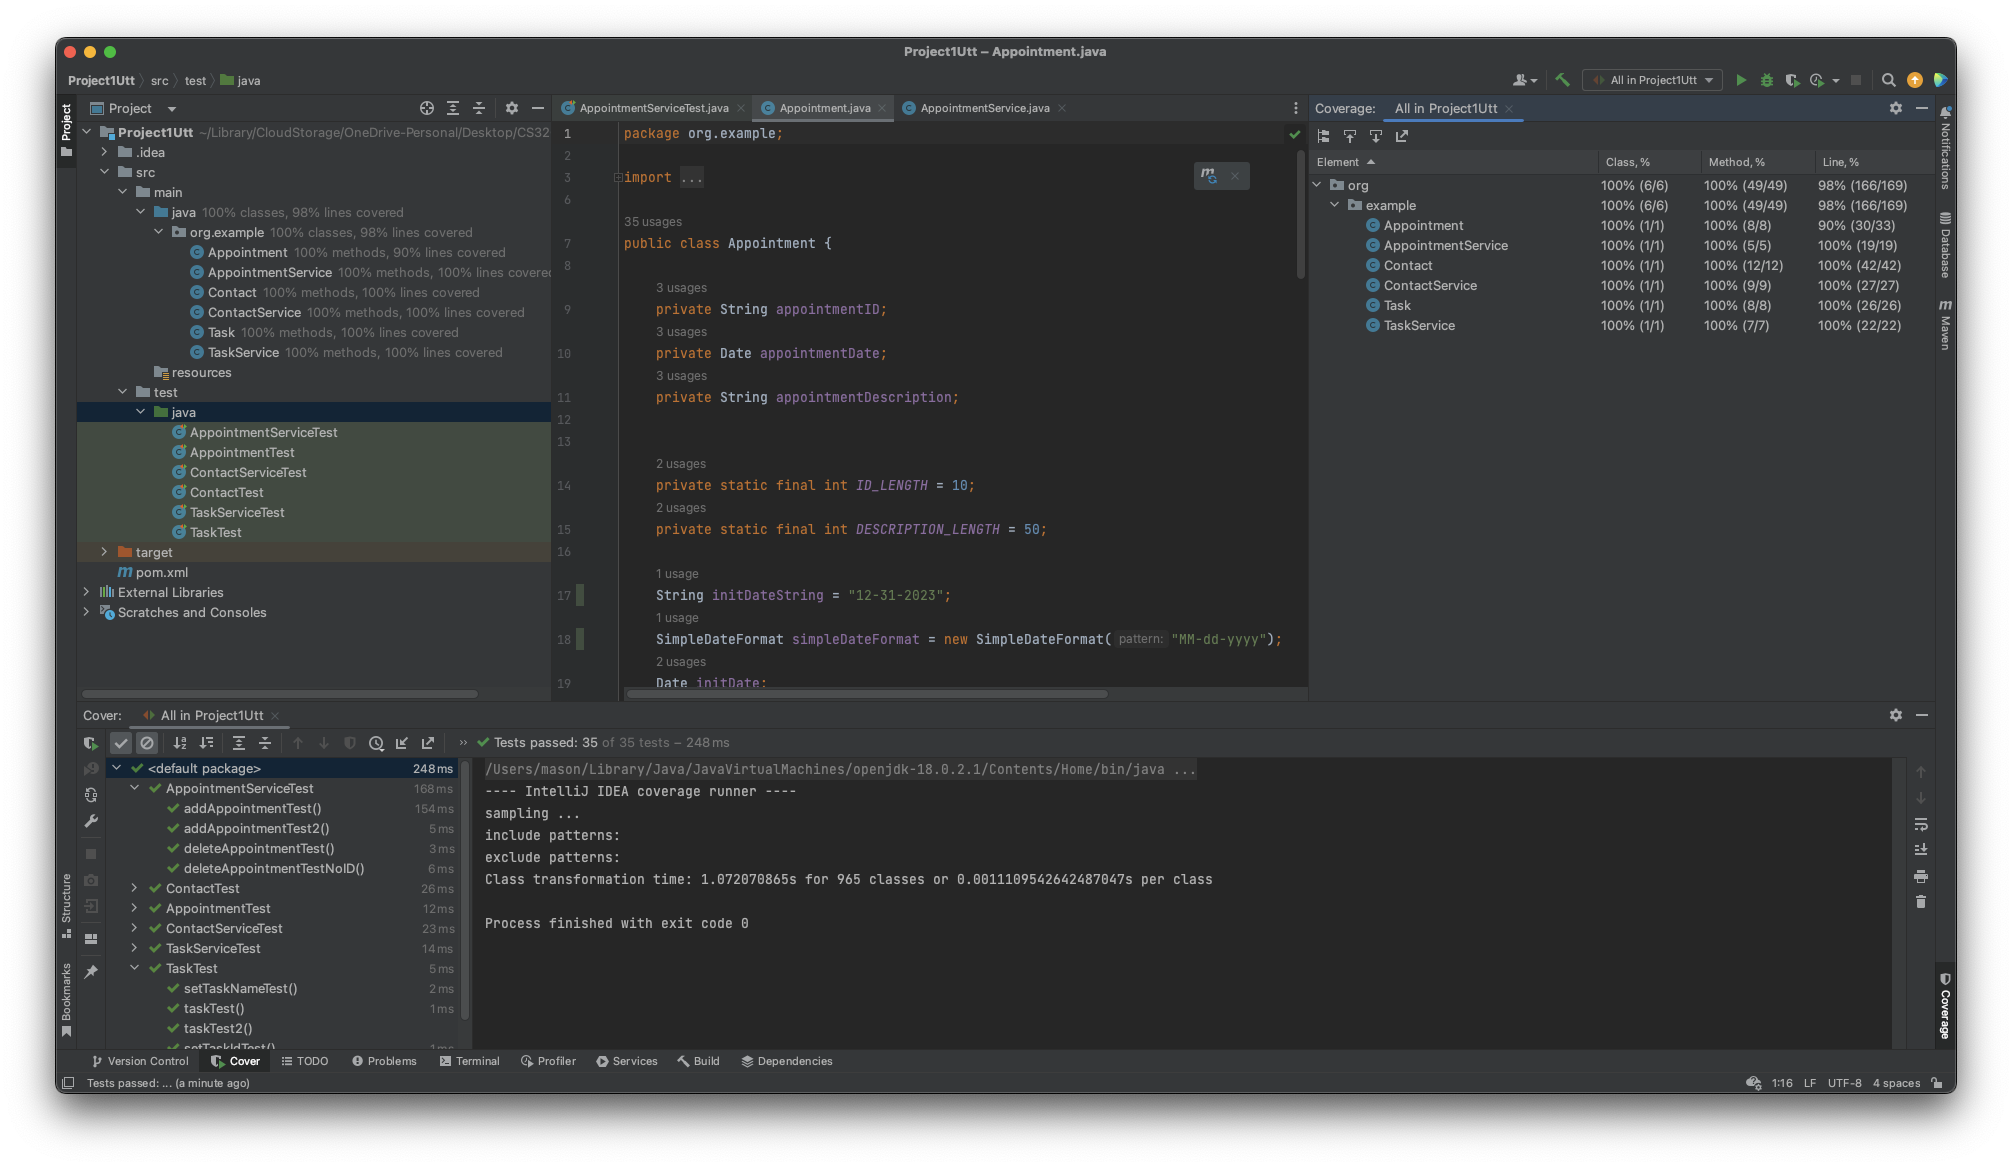 Project1Utt – Appointment.java
Project1Utt src test java
All in Project1Utt
Project
Project
Project1Utt ~/Library/CloudStorage/OneDrive-Personal/Desktop/CS32
.idea
src
main
java 100% classes, 98% lines covered
org.example 100% classes, 98% lines covered
Appointment 100% methods, 90% lines covered
AppointmentService 100% methods, 100% lines covered
Contact 100% methods, 100% lines covered
ContactService 100% methods, 100% lines covered
Task 100% methods, 100% lines covered
TaskService 100% methods, 100% lines covered
resources
test
java
AppointmentServiceTest
AppointmentTest
ContactServiceTest
ContactTest
TaskServiceTest
TaskTest
target
pom.xml
External Libraries
Scratches and Consoles
AppointmentServiceTest.java Appointment.java AppointmentService.java
1 package org.example;
2
3 import ...
6
35 usages
7 public class Appointment {
8
3 usages
9 private String appointmentID;
3 usages
10 private Date appointmentDate;
3 usages
11 private String appointmentDescription;
12
13
2 usages
14 private static final int ID_LENGTH = 10;
2 usages
15 private static final int DESCRIPTION_LENGTH = 50;
16
1 usage
17 String initDateString = "12-31-2023";
1 usage
18 SimpleDateFormat simpleDateFormat = new SimpleDateFormat( pattern: "MM-dd-yyyy");
2 usages
19 Date initDate;
Coverage: All in Project1Utt
Element Class, % Method, % Line, %
org 100% (6/6) 100% (49/49) 98% (166/169)
example 100% (6/6) 100% (49/49) 98% (166/169)
Appointment 100% (1/1) 100% (8/8) 90% (30/33)
AppointmentService 100% (1/1) 100% (5/5) 100% (19/19)
Contact 100% (1/1) 100% (12/12) 100% (42/42)
ContactService 100% (1/1) 100% (9/9) 100% (27/27)
Task 100% (1/1) 100% (8/8) 100% (26/26)
TaskService 100% (1/1) 100% (7/7) 100% (22/22)
Notifications
Database
Maven
Coverage
Cover: All in Project1Utt
Tests passed: 35 of 35 tests – 248 ms
<default package> 248 ms
AppointmentServiceTest 168 ms
addAppointmentTest() 154 ms
addAppointmentTest2() 5 ms
deleteAppointmentTest() 3 ms
deleteAppointmentTestNoID() 6 ms
ContactTest 26 ms
AppointmentTest 12 ms
ContactServiceTest 23 ms
TaskServiceTest 14 ms
TaskTest 5 ms
setTaskNameTest() 2 ms
taskTest() 1 ms
taskTest2()
setTaskIdTest() 1 ms
/Users/mason/Library/Java/JavaVirtualMachines/openjdk-18.0.2.1/Contents/Home/bin/java ...
---- IntelliJ IDEA coverage runner ----
sampling ...
include patterns:
exclude patterns:
Class transformation time: 1.072070865s for 965 classes or 0.0011109542642487047s per class
Process finished with exit code 0
Structure
Bookmarks
Version Control Cover TODO Problems Terminal Profiler Services Build Dependencies
Tests passed: ... (a minute ago)
1:16 LF UTF-8 4 spaces